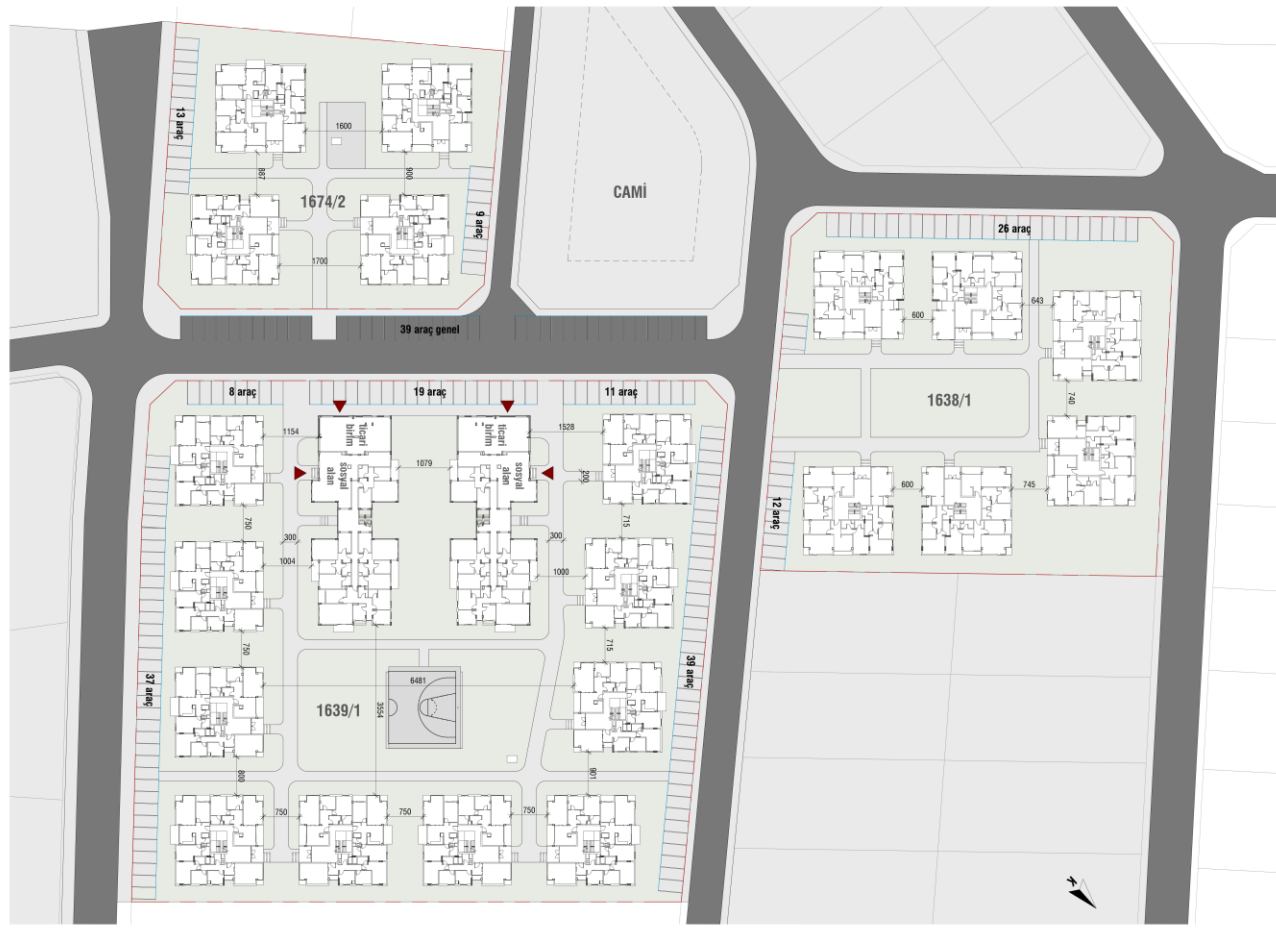 13 araç
1600
887
900
1674/2
9 araç
1700
CAMİ
39 araç genel
26 araç
643
600
740
1638/1
12 araç
600
745
8 araç
19 araç
11 araç
1154
ticari
birim
ticari
birim
1528
sosyal
alan
1079
sosyal
alan
200
750
715
300
300
1004
1000
750
715
37 araç
39 araç
6481
1639/1
3554
800
901
750
750
750
K